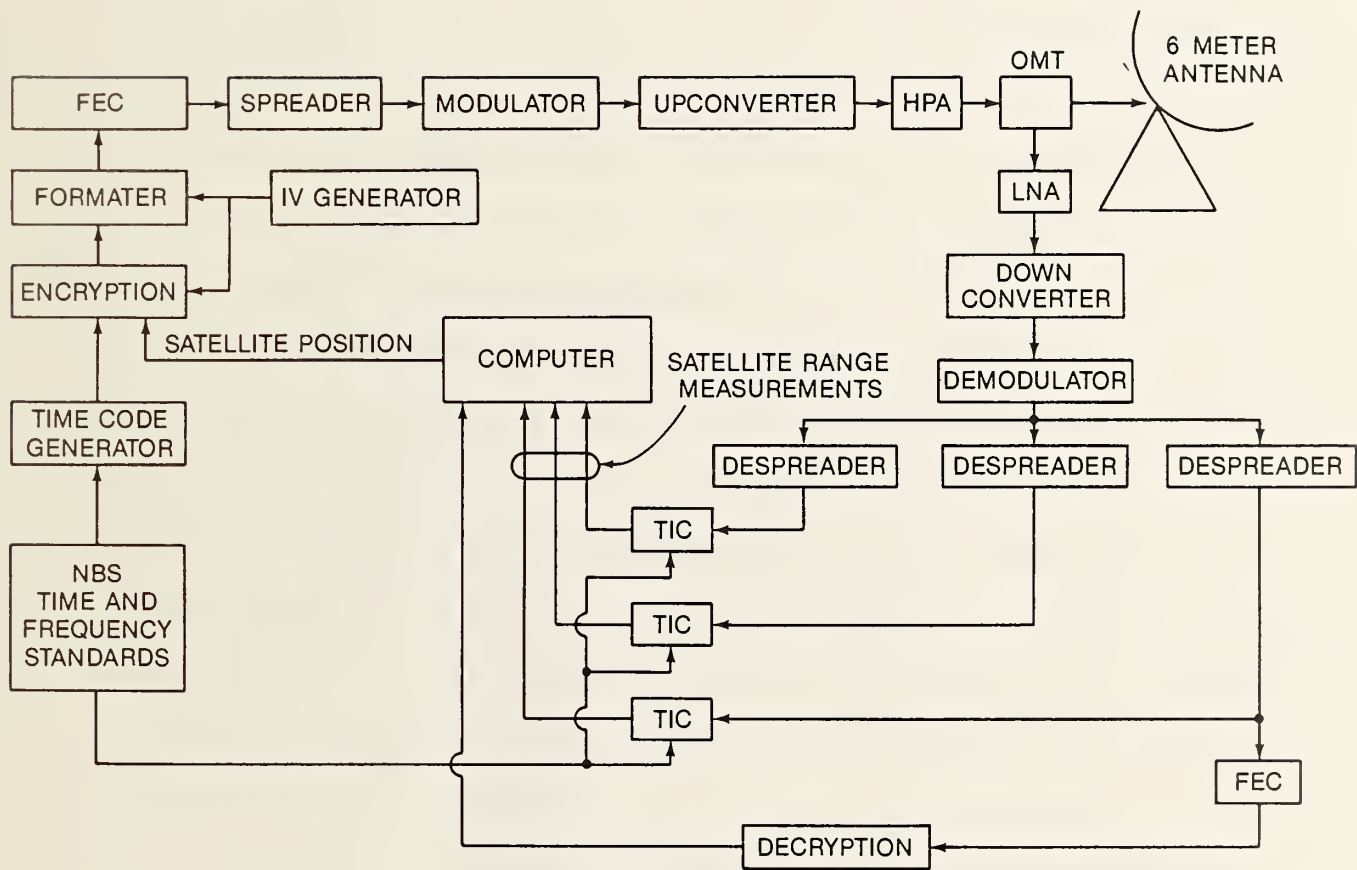 6 METER
ANTENNA
OMT
FEC
SPREADER
MODULATOR
UPCONVERTER
HPA
FORMATER
IV GENERATOR
LNA
ENCRYPTION
DOWN
CONVERTER
SATELLITE POSITION
COMPUTER
SATELLITE RANGE
MEASUREMENTS
DEMODULATOR
TIME CODE
GENERATOR
DESPREADER
DESPREADER
DESPREADER
TIC
NBS
TIME AND
FREQUENCY
STANDARDS
TIC
TIC
FEC
DECRYPTION